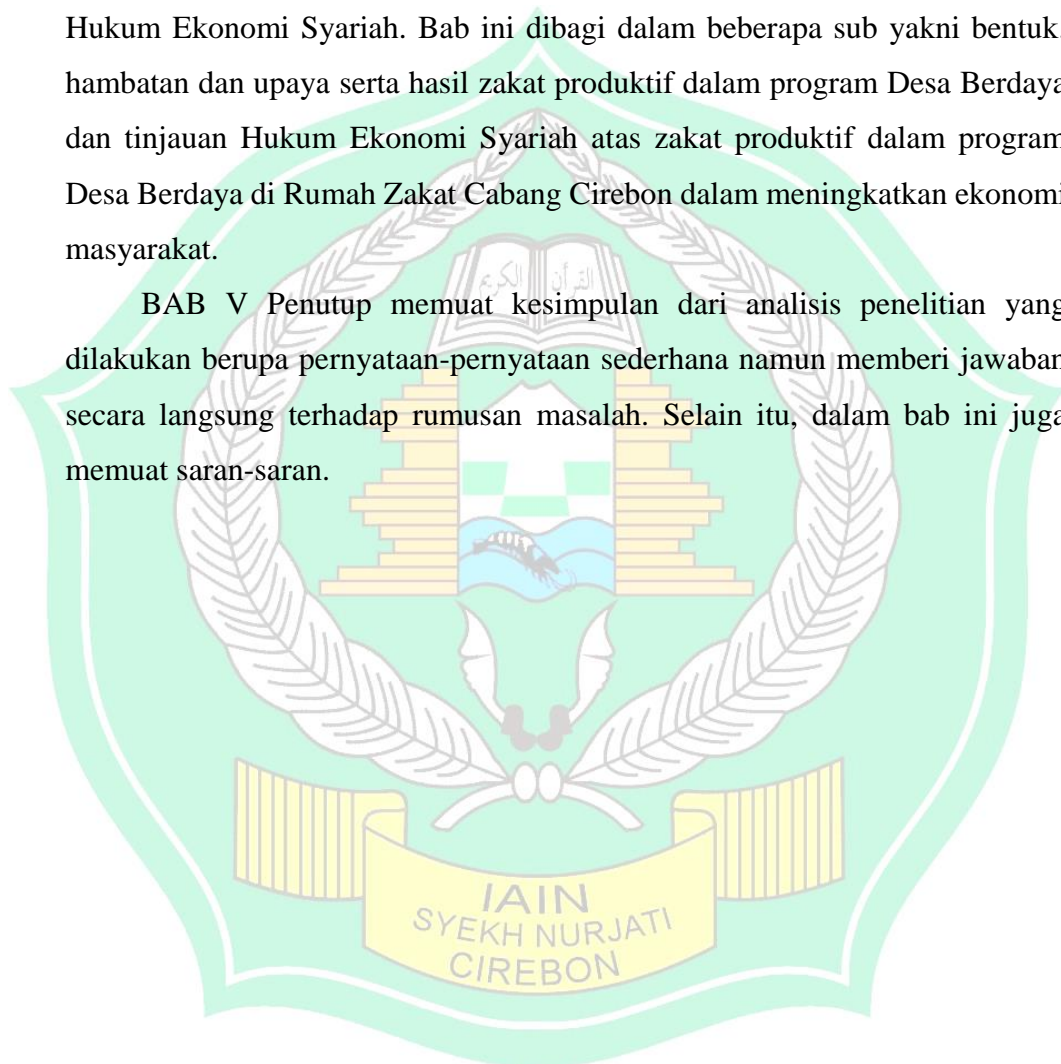 Hukum Ekonomi Syariah. Bab ini dibagi dalam beberapa sub yakni bentuk,
hambatan dan upaya serta hasil zakat produktif dalam program Desa Berdaya
dan tinjauan Hukum Ekonomi Syariah atas zakat produktif dalam program
Desa Berdaya di Rumah Zakat Cabang Cirebon dalam meningkatkan ekonomi
masyarakat.
القرآن الكريم
BAB V Penutup memuat kesimpulan dari analisis penelitian yang
dilakukan berupa pernyataan-pernyataan sederhana namun memberi jawaban
secara langsung terhadap rumusan masalah. Selain itu, dalam bab ini juga
memuat saran-saran.
IAIN
SYEKH NURJATI
CIREBON